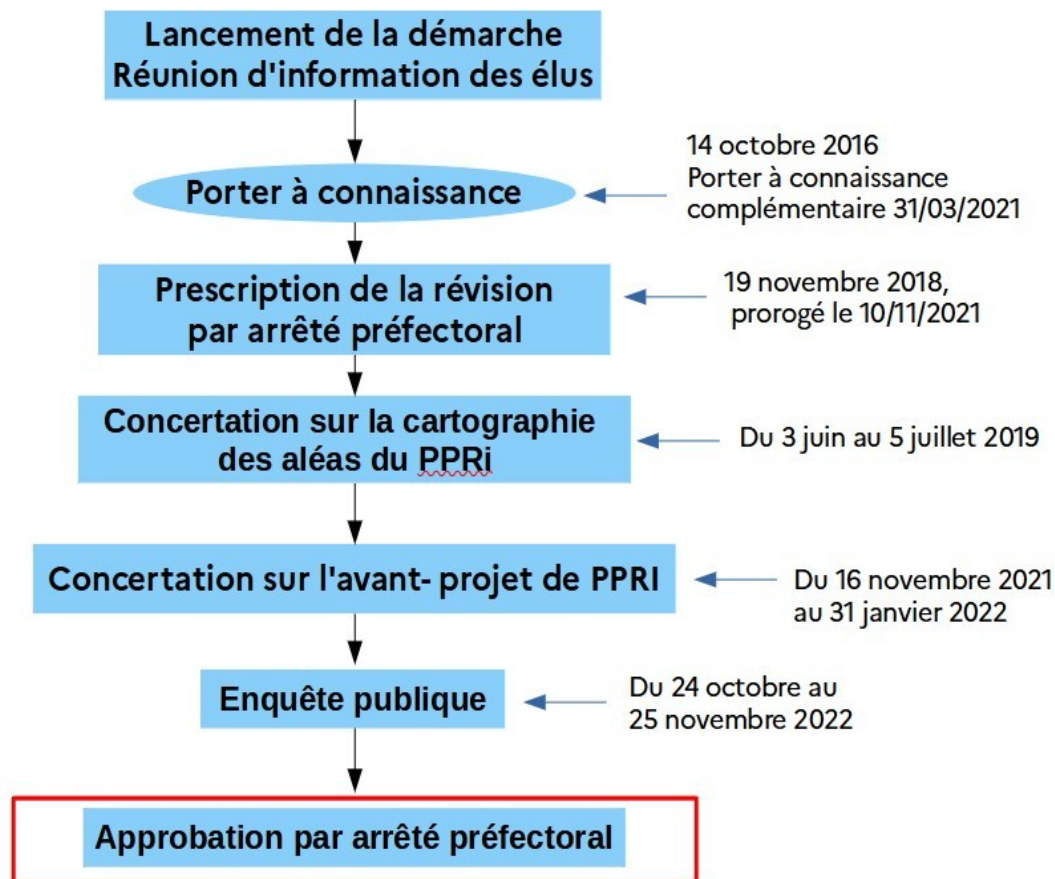 Lancement de la démarche
Réunion d'information des élus
Porter à connaissance
14 octobre 2016
Porter à connaissance
complémentaire 31/03/2021
Prescription de la révision
par arrêté préfectoral
19 novembre 2018,
prorogé le 10/11/2021
Concertation sur la cartographie
des aléas du PPRi
Du 3 juin au 5 juillet 2019
Concertation sur l'avant- projet de PPRI
Du 16 novembre 2021
au 31 janvier 2022
Enquête publique
Du 24 octobre au
25 novembre 2022
Approbation par arrêté préfectoral